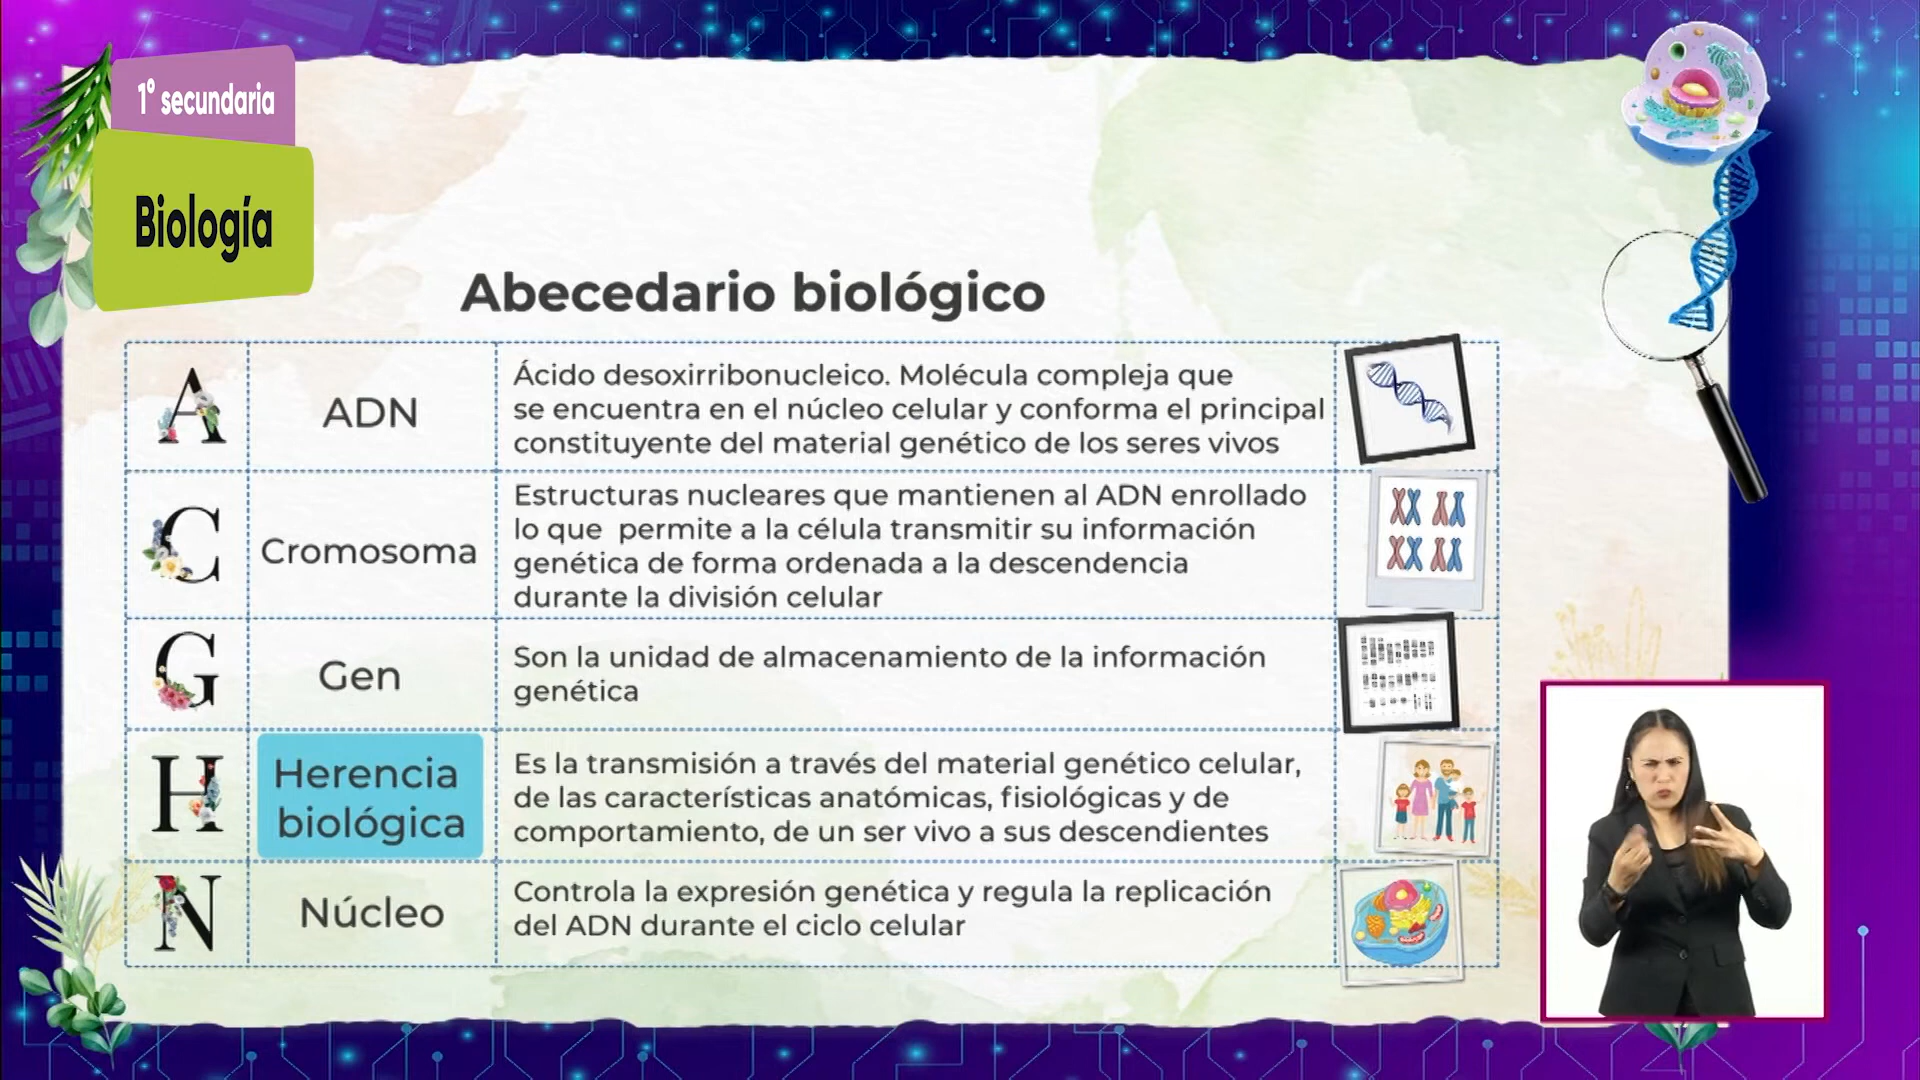 1° secundaria
Biología
Abecedario biológico
A
ADN
Ácido desoxirribonucleico. Molécula compleja que
se encuentra en el núcleo celular y conforma el principal
constituyente del material genético de los seres vivos
C
Cromosoma
Estructuras nucleares que mantienen al ADN enrollado
lo que permite a la célula transmitir su información
genética de forma ordenada a la descendencia
durante la división celular
G
Gen
Son la unidad de almacenamiento de la información
genética
H
Herencia
biológica
Es la transmisión a través del material genético celular,
de las características anatómicas, fisiológicas y de
comportamiento, de un ser vivo a sus descendientes
N
Núcleo
Controla la expresión genética y regula la replicación
del ADN durante el ciclo celular